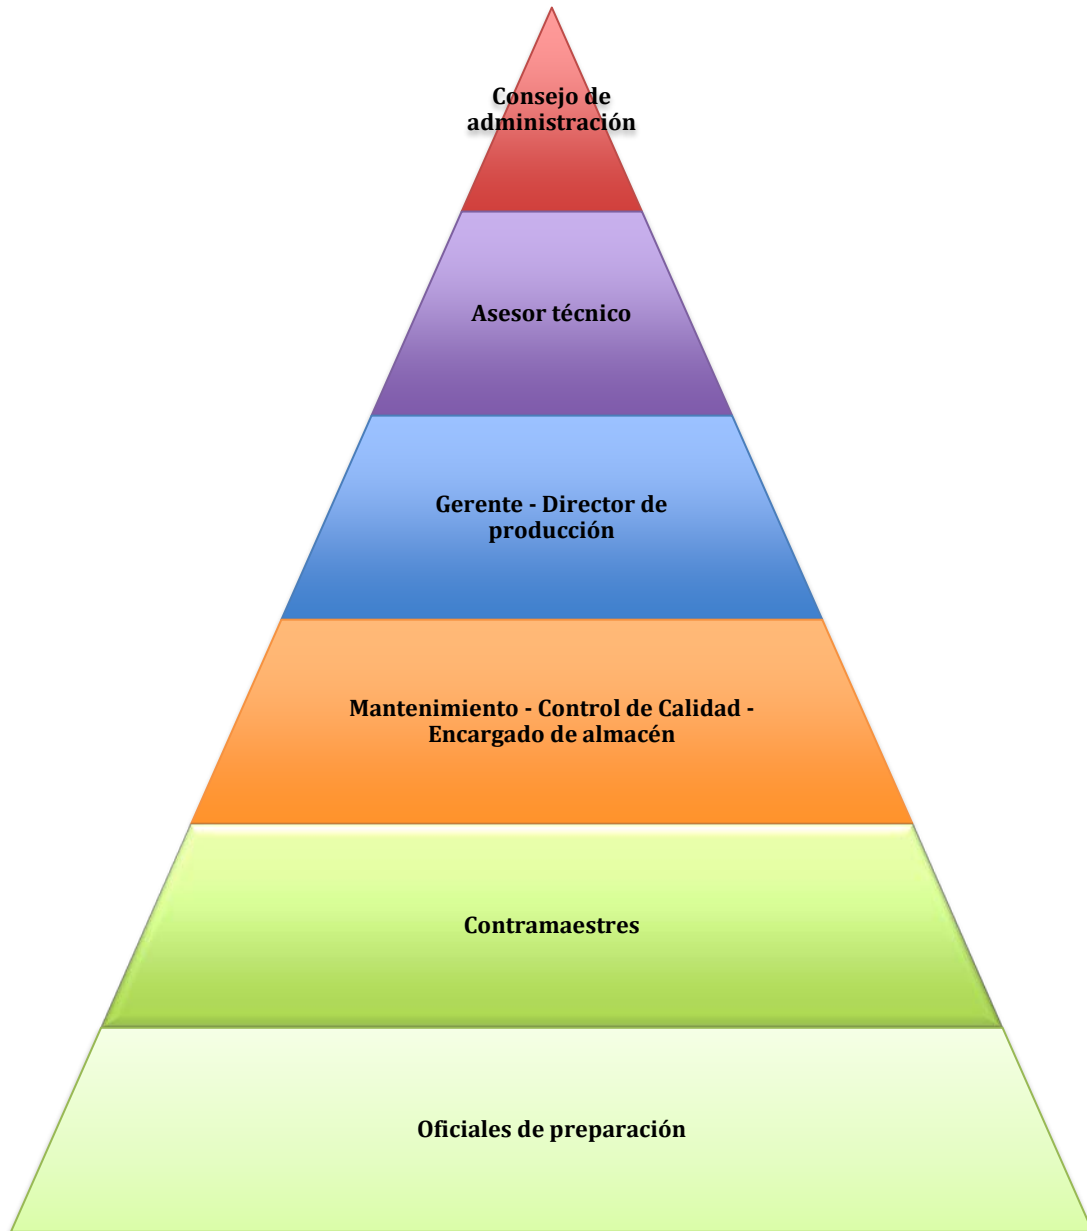 Consejo de
administración
Asesor técnico
Gerente - Director de
producción
Mantenimiento - Control de Calidad -
Encargado de almacén
Contramaestres
Oficiales de preparación